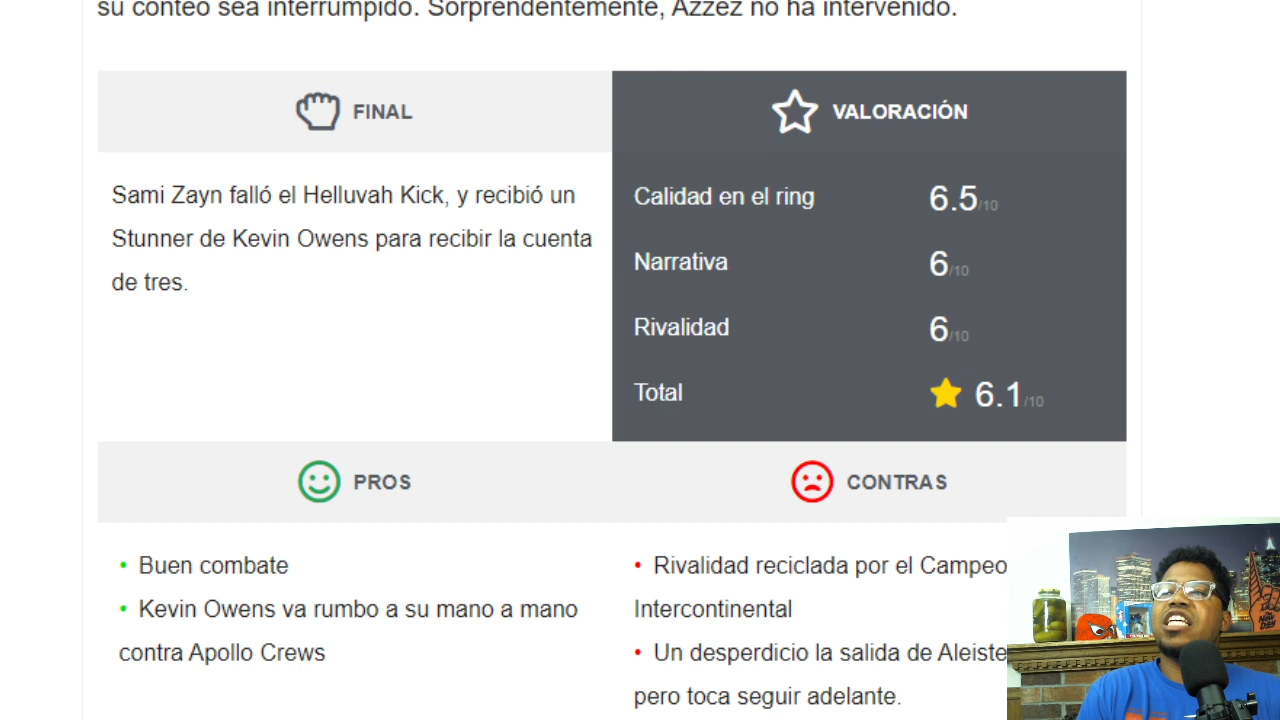 su conteo sea interrumpido. Sorprendentemente, Azzez no ha intervenido.
FINAL
Sami Zayn falló el Helluvah Kick, y recibió un
Stunner de Kevin Owens para recibir la cuenta
de tres.
VALORACIÓN
Calidad en el ring 6.5/10
Narrativa 6/10
Rivalidad 6/10
Total 6.1/10
PROS
• Buen combate
• Kevin Owens va rumbo a su mano a mano
contra Apollo Crews
CONTRAS
• Rivalidad reciclada por el Campeo
Intercontinental
• Un desperdicio la salida de Aleiste
pero toca seguir adelante.